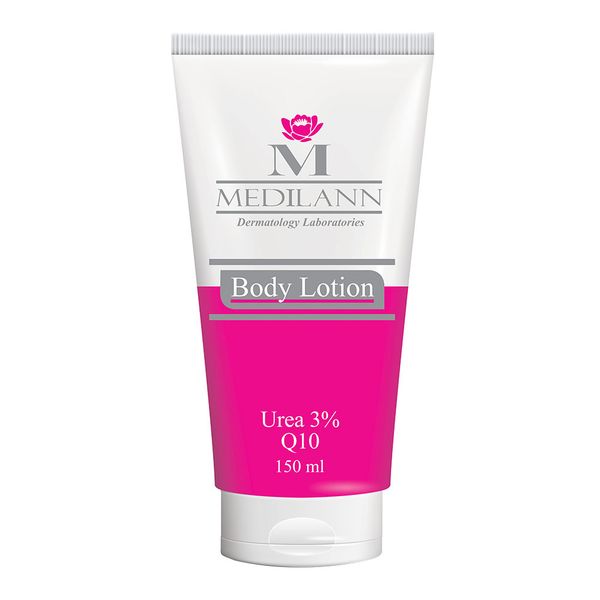 M
MEDILANN
Dermatology Laboratories
Body Lotion
Urea 3%
Q10
150 ml